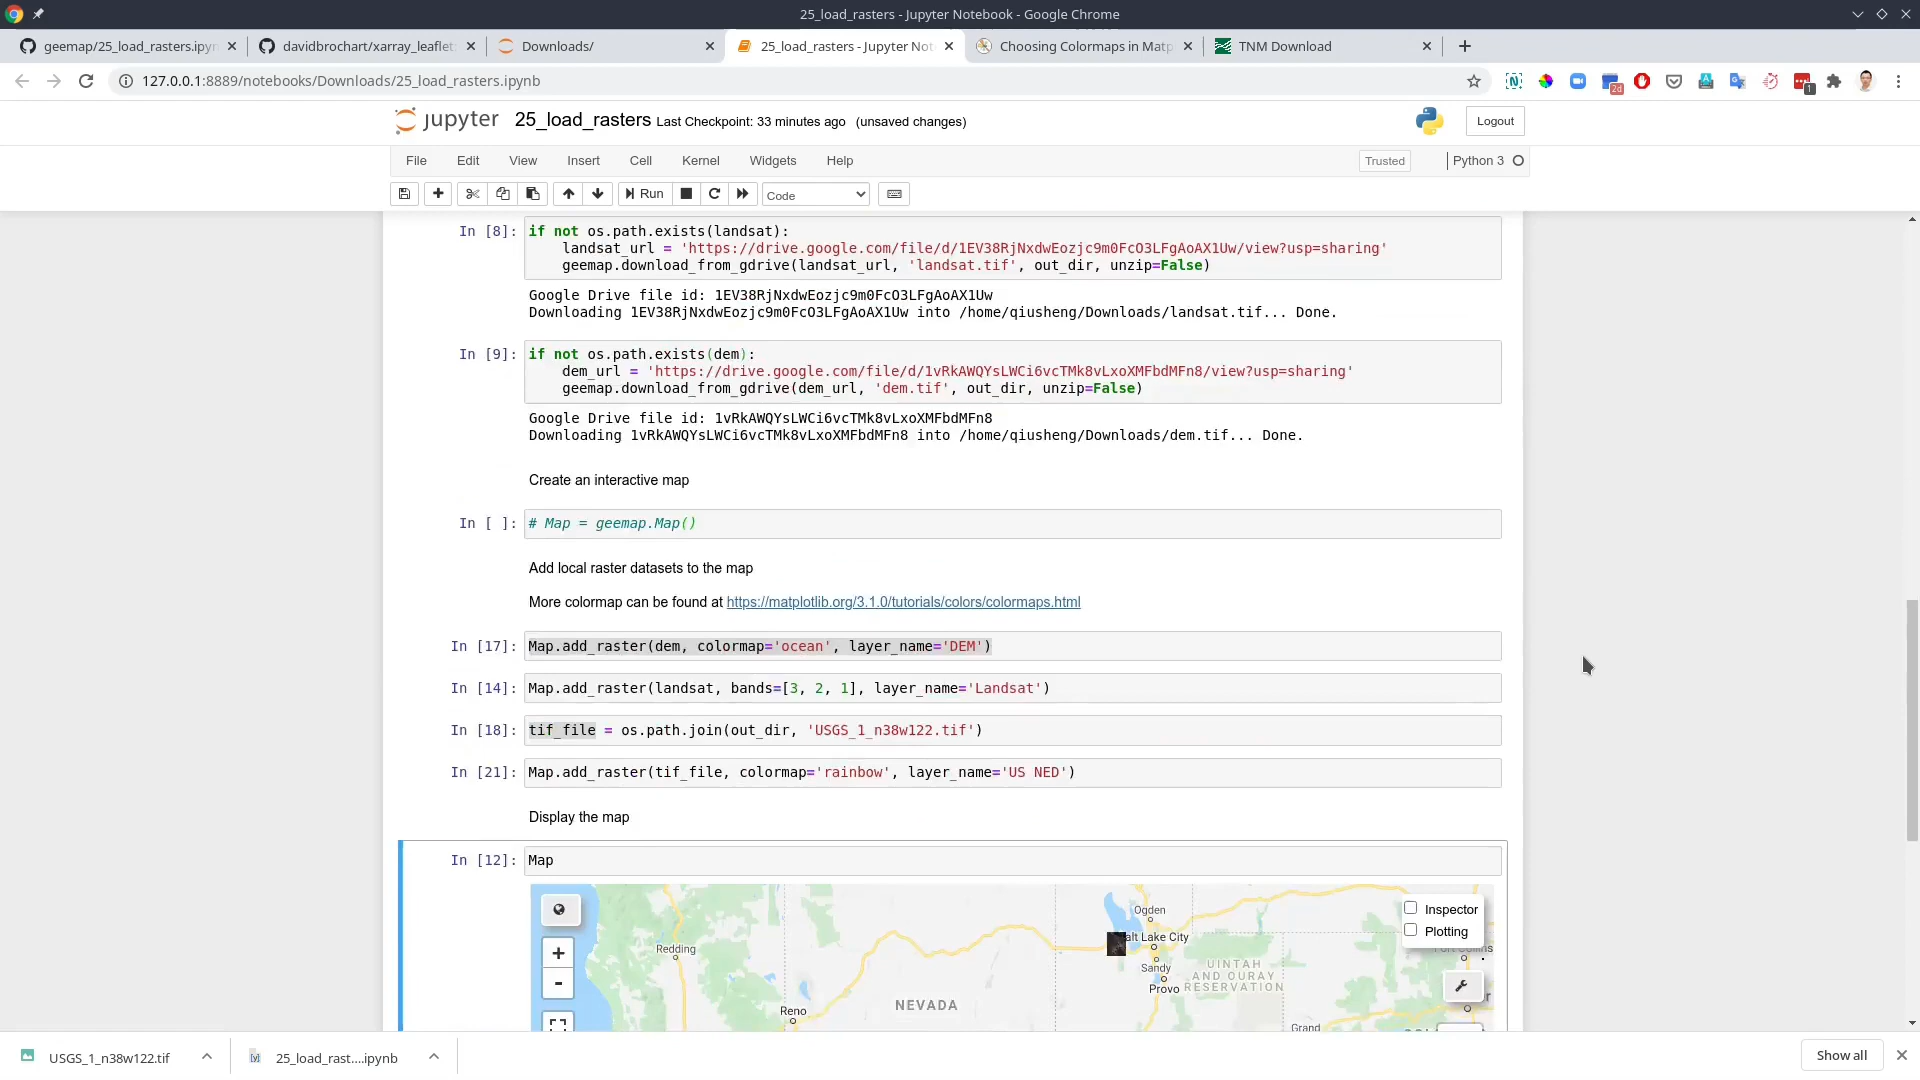 25_load_rasters - Jupyter Notebook - Google Chrome
geemap/25_load_rasters.ipyn
davidbrochart/xarray_leaflet:
Downloads/
25_load_rasters - Jupyter Not
Choosing Colormaps in Matp
TNM Download
127.0.0.1:8889/notebooks/Downloads/25_load_rasters.ipynb
2d
1
jupyter
25_load_rasters Last Checkpoint: 33 minutes ago (unsaved changes)
Logout
File Edit View Insert Cell Kernel Widgets Help
Trusted
Python 3
Run
Code
In [8]: if not os.path.exists(landsat):
landsat_url = 'https://drive.google.com/file/d/1EV38RjNxdwEozjc9m0FcO3LFgAoAX1Uw/view?usp=sharing'
geemap.download_from_gdrive(landsat_url, 'landsat.tif', out_dir, unzip=False)
Google Drive file id: 1EV38RjNxdwEozjc9m0FcO3LFgAoAX1Uw
Downloading 1EV38RjNxdwEozjc9m0FcO3LFgAoAX1Uw into /home/qiusheng/Downloads/landsat.tif... Done.
In [9]: if not os.path.exists(dem):
dem_url = 'https://drive.google.com/file/d/1vRkAWQYsLWCi6vcTMk8vLxoXMFbdMFn8/view?usp=sharing'
geemap.download_from_gdrive(dem_url, 'dem.tif', out_dir, unzip=False)
Google Drive file id: 1vRkAWQYsLWCi6vcTMk8vLxoXMFbdMFn8
Downloading 1vRkAWQYsLWCi6vcTMk8vLxoXMFbdMFn8 into /home/qiusheng/Downloads/dem.tif... Done.
Create an interactive map
In [ ]: # Map = geemap.Map()
Add local raster datasets to the map
More colormap can be found at https://matplotlib.org/3.1.0/tutorials/colors/colormaps.html
In [17]: Map.add_raster(dem, colormap='ocean', layer_name='DEM')
In [14]: Map.add_raster(landsat, bands=[3, 2, 1], layer_name='Landsat')
In [18]: tif_file = os.path.join(out_dir, 'USGS_1_n38w122.tif')
In [21]: Map.add_raster(tif_file, colormap='rainbow', layer_name='US NED')
Display the map
In [12]: Map
+
-
Redding
Reno
NEVADA
Ogden
alt Lake City
Sandy
Provo
UINTAH
AND OURAY
RESERVATION
Grand
Inspector
Plotting
USGS_1_n38w122.tif
25_load_rast....ipynb
Show all